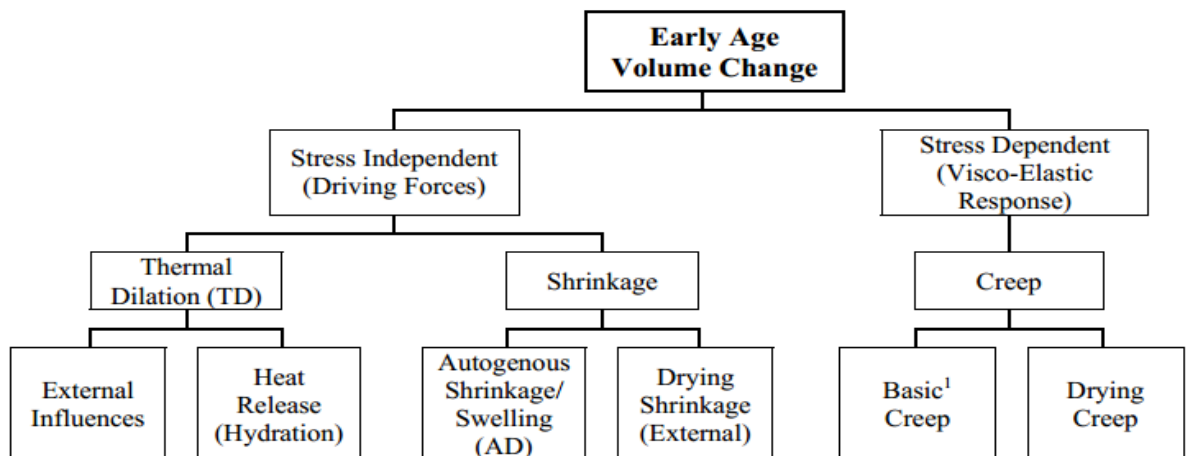 Early Age
Volume Change
Stress Independent
(Driving Forces)
Stress Dependent
(Visco-Elastic
Response)
Thermal
Dilation (TD)
Shrinkage
Creep
External
Influences
Heat
Release
(Hydration)
Autogenous
Shrinkage/
Swelling
(AD)
Drying
Shrinkage
(External)
Basic¹
Creep
Drying
Creep